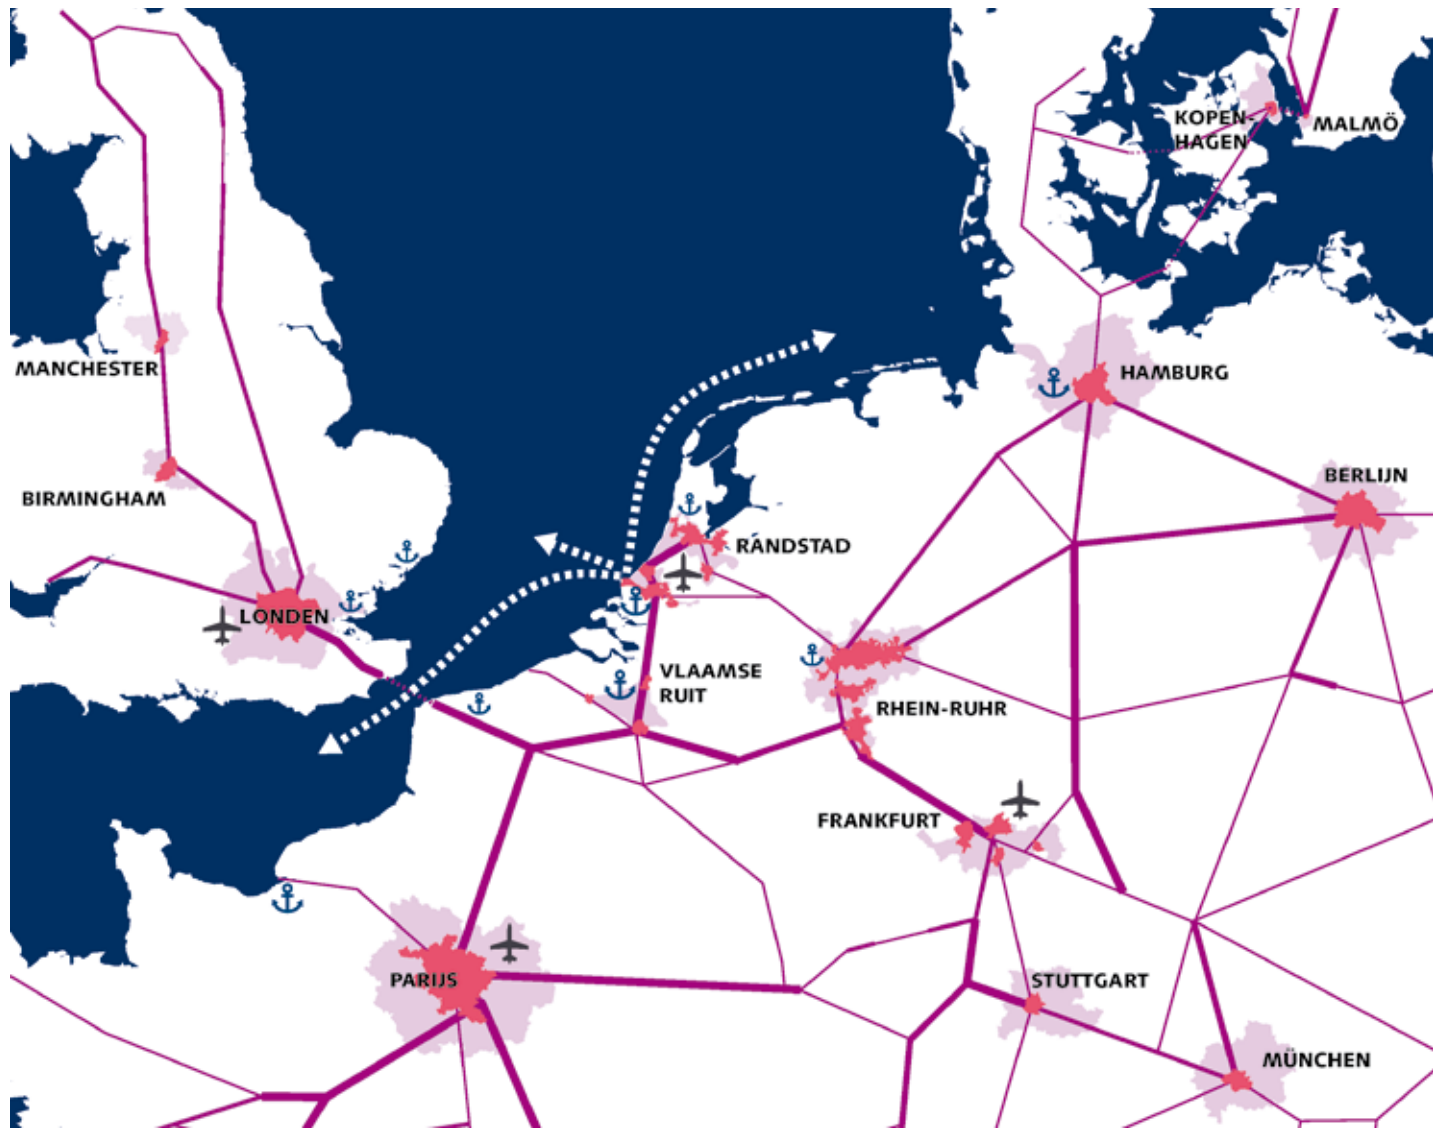 KOPEN-
HAGEN
MALMÖ
MANCHESTER
HAMBURG
BIRMINGHAM
BERLIJN
RANDSTAD
LONDEN
VLAAMSE
RUIT
RHEIN-RUHR
FRANKFURT
PARIJS
STUTTGART
MÜNCHEN